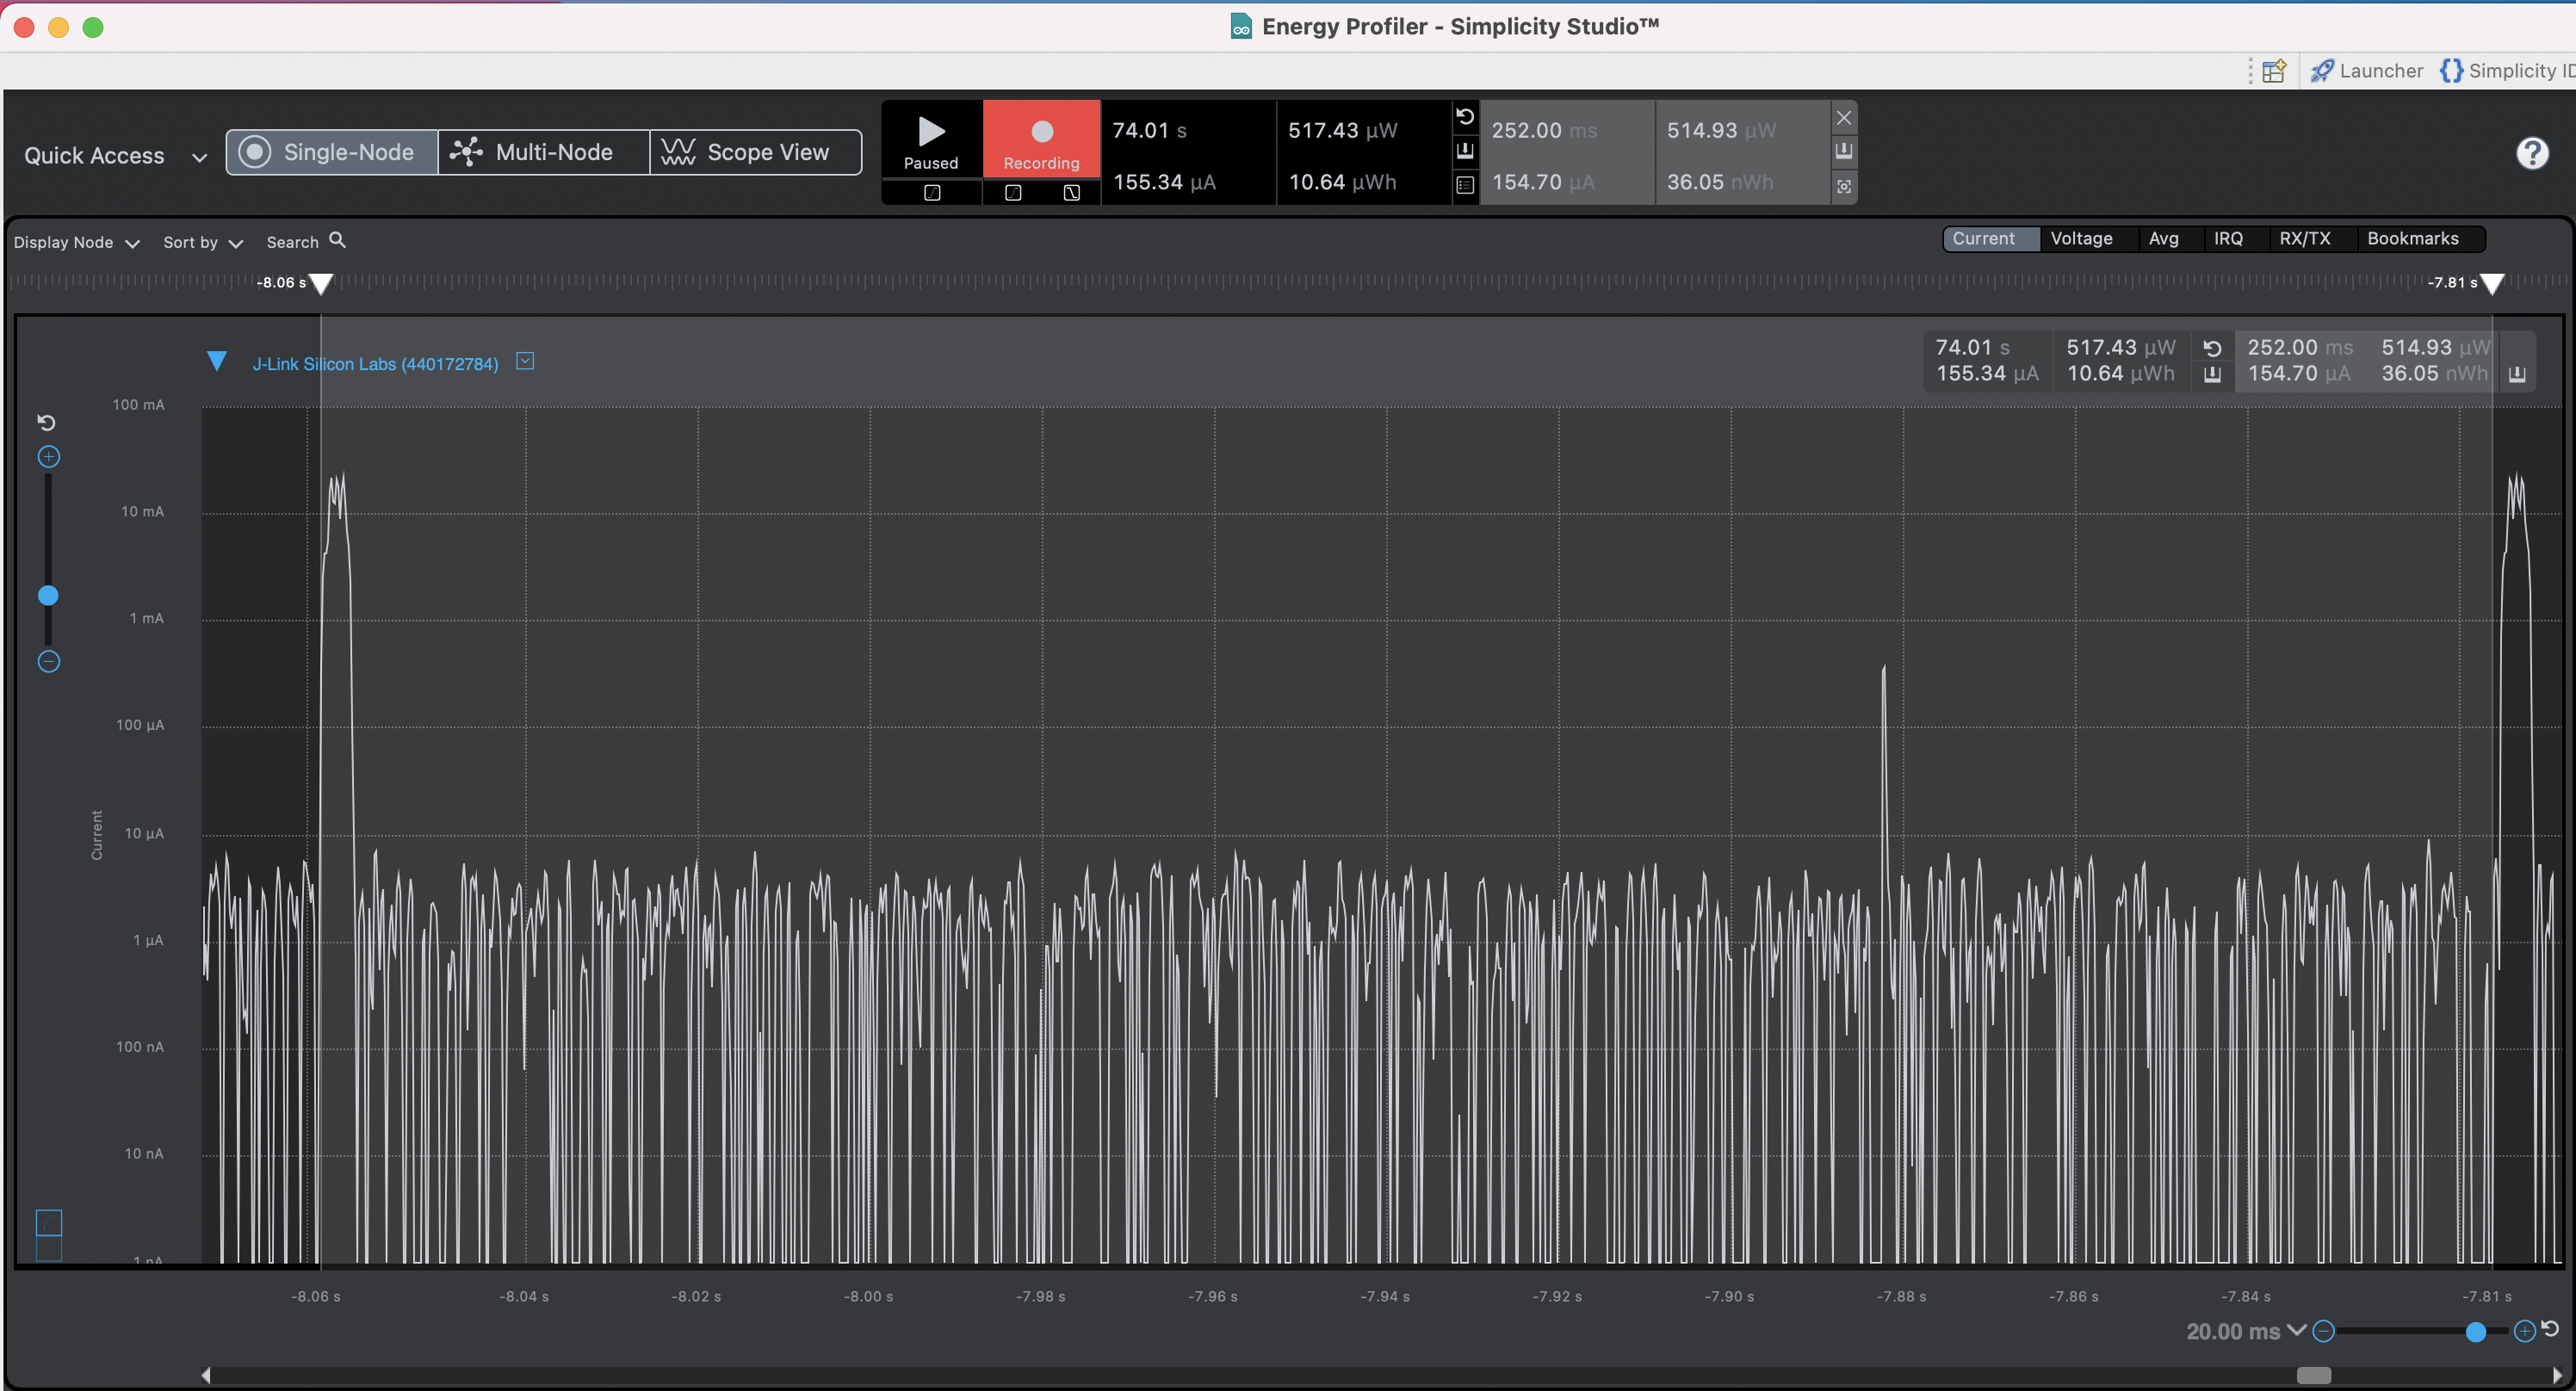 Energy Profiler - Simplicity Studio™
Launcher
Simplicity ID
Quick Access
Single-Node
Multi-Node
Scope View
Paused
Recording
74.01 s
155.34 µA
517.43 µW
10.64 µWh
252.00 ms
154.70 µA
514.93 µW
36.05 nWh
?
Display Node
Sort by
Search
Current
Voltage
Avg
IRQ
RX/TX
Bookmarks
-8.06 s
-7.81 s
J-Link Silicon Labs (440172784)
74.01 s
155.34 µA
517.43 µW
10.64 µWh
252.00 ms
154.70 µA
514.93 µW
36.05 nWh
Current
100 mA
10 mA
1 mA
100 µA
10 µA
1 µA
100 nA
10 nA
1 nA
-8.06 s
-8.04 s
-8.02 s
-8.00 s
-7.98 s
-7.96 s
-7.94 s
-7.92 s
-7.90 s
-7.88 s
-7.86 s
-7.84 s
-7.81 s
20.00 ms